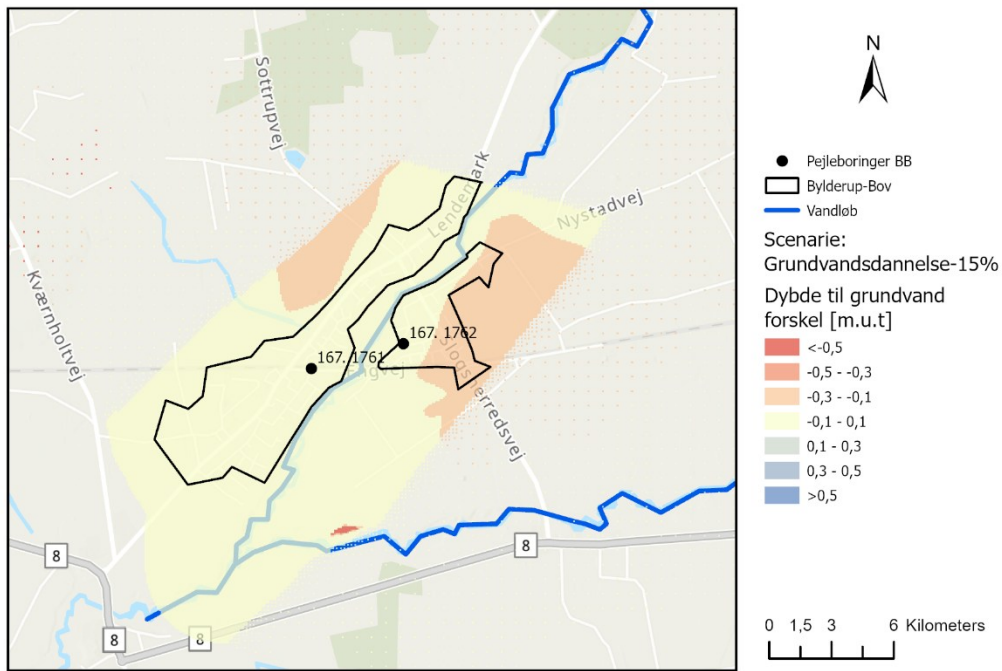 Sottrupvej
Lendemark
Nystadvej
Kværnholtvej
167. 1762
167. 1761
Engvej
Slogsherredsvej
8
8
8
8
N
Pejleboringer BB
Bylderup-Bov
Vandløb
Scenarie:
Grundvandsdannelse-15%
Dybde til grundvand
forskel [m.u.t]
<-0,5
-0,5 - -0,3
-0,3 - -0,1
-0,1 - 0,1
0,1 - 0,3
0,3 - 0,5
>0,5
0 1,5 3 6 Kilometers